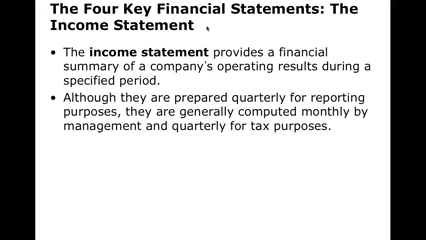 The Four Key Financial Statements: The
Income Statement
• The income statement provides a financial
summary of a company's operating results during a
specified period.
• Although they are prepared quarterly for reporting
purposes, they are generally computed monthly by
management and quarterly for tax purposes.